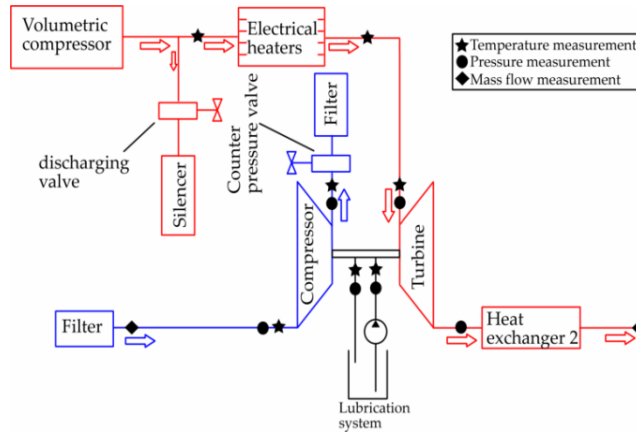 Volumetric
compressor
Electrical
heaters
Temperature measurement
Pressure measurement
Mass flow measurement
discharging
valve
Silencer
Counter
pressure valve
Filter
Compressor
Turbine
Filter
Heat
exchanger 2
Lubrication
system